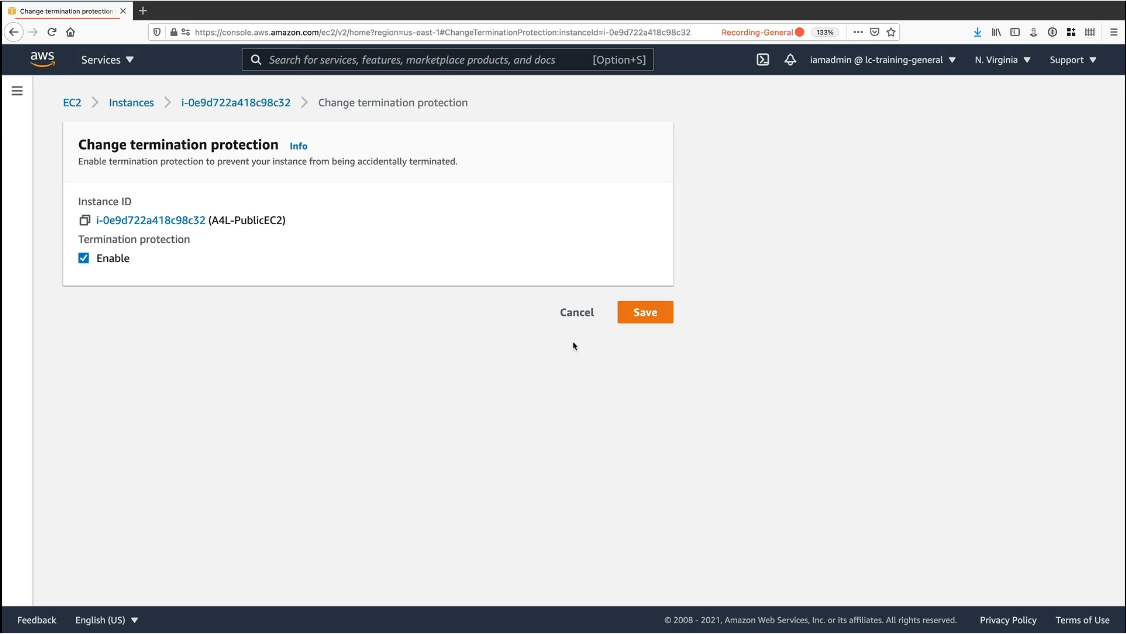 Change termination protection
https://console.aws.amazon.com/ec2/v2/home?region=us-east-1#ChangeTerminationProtection:instanceId=i-0e9d722a418c98c32
Recording-General
133%
aws
Services
Search for services, features, marketplace products, and docs
[Option+S]
iamadmin @ lc-training-general
N. Virginia
Support
EC2 > Instances > i-0e9d722a418c98c32 > Change termination protection
Change termination protection Info
Enable termination protection to prevent your instance from being accidentally terminated.
Instance ID
i-0e9d722a418c98c32 (A4L-PublicEC2)
Termination protection
Enable
Cancel
Save
Feedback
English (US)
© 2008 - 2021, Amazon Web Services, Inc. or its affiliates. All rights reserved.
Privacy Policy
Terms of Use